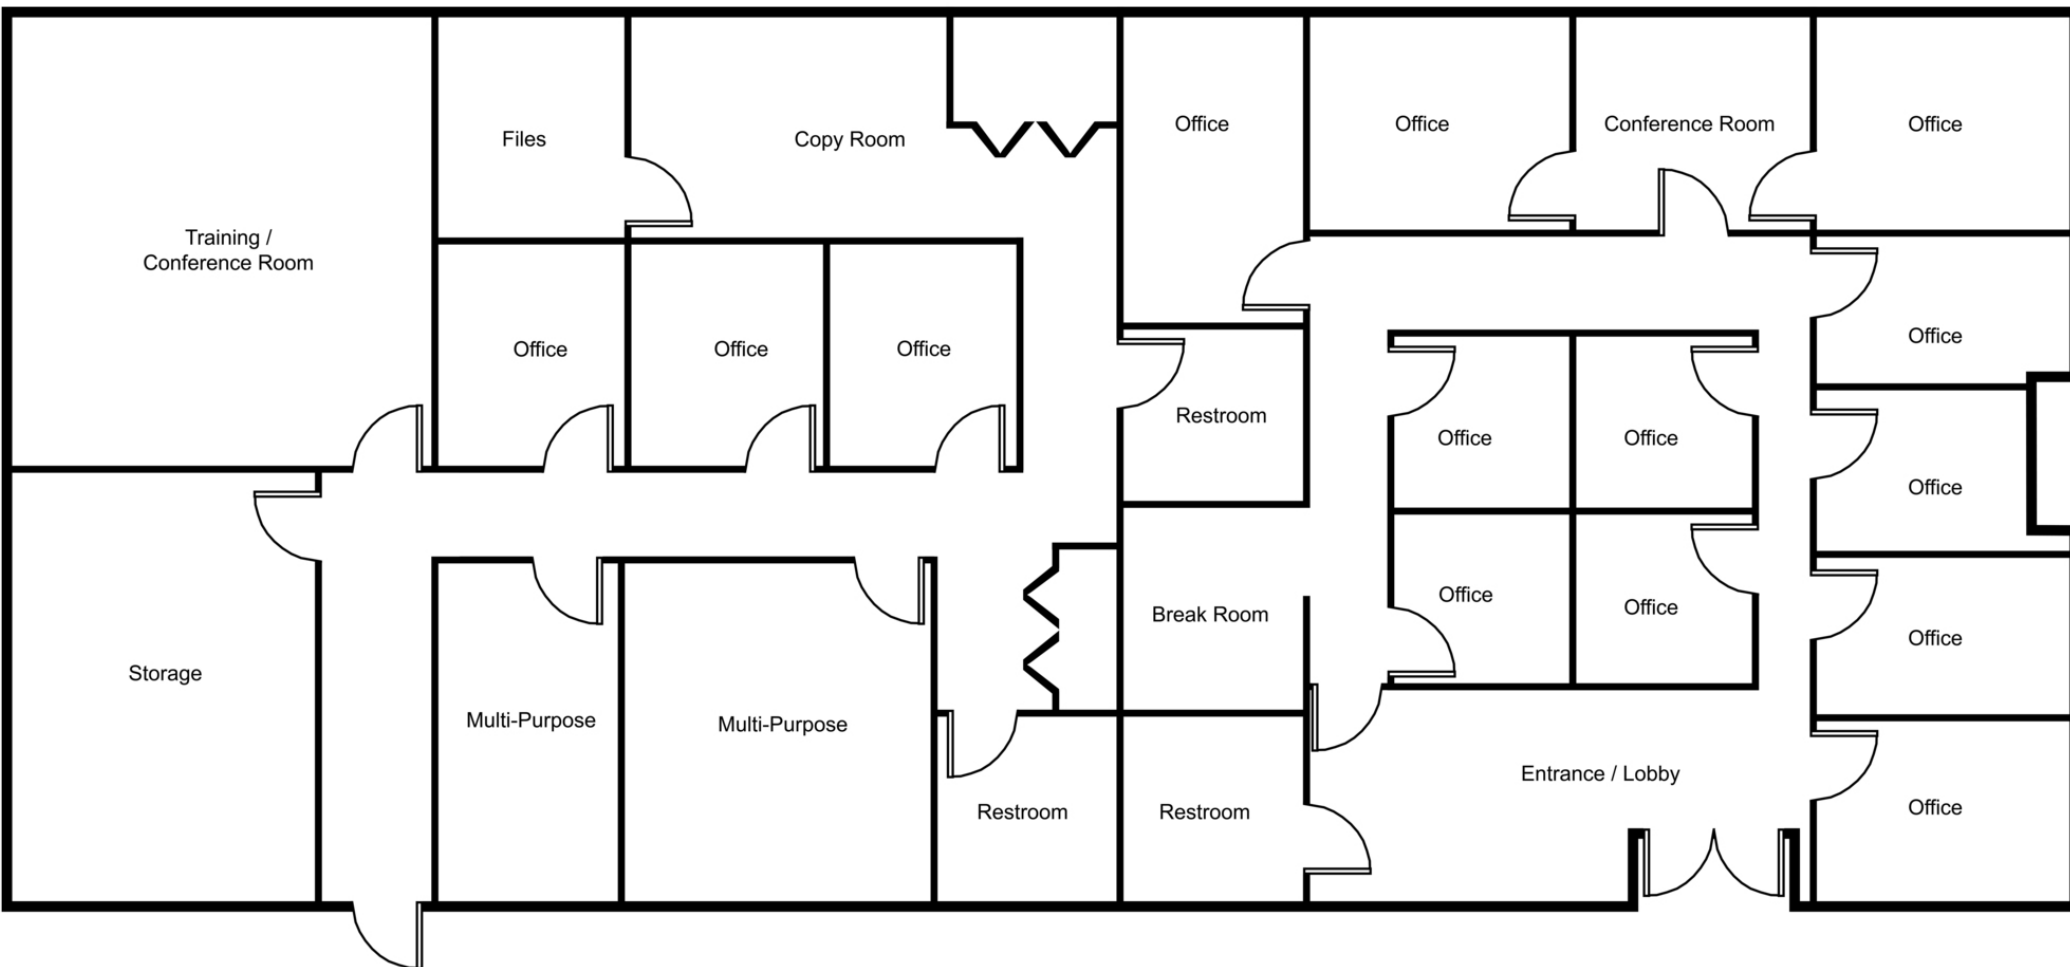 Office
Office
Conference Room
Office
Files
Copy Room
Training /
Conference Room
Office
Office
Office
Office
Restroom
Office
Office
Office
Office
Office
Break Room
Office
Storage
Multi-Purpose
Multi-Purpose
Entrance / Lobby
Restroom
Restroom
Office